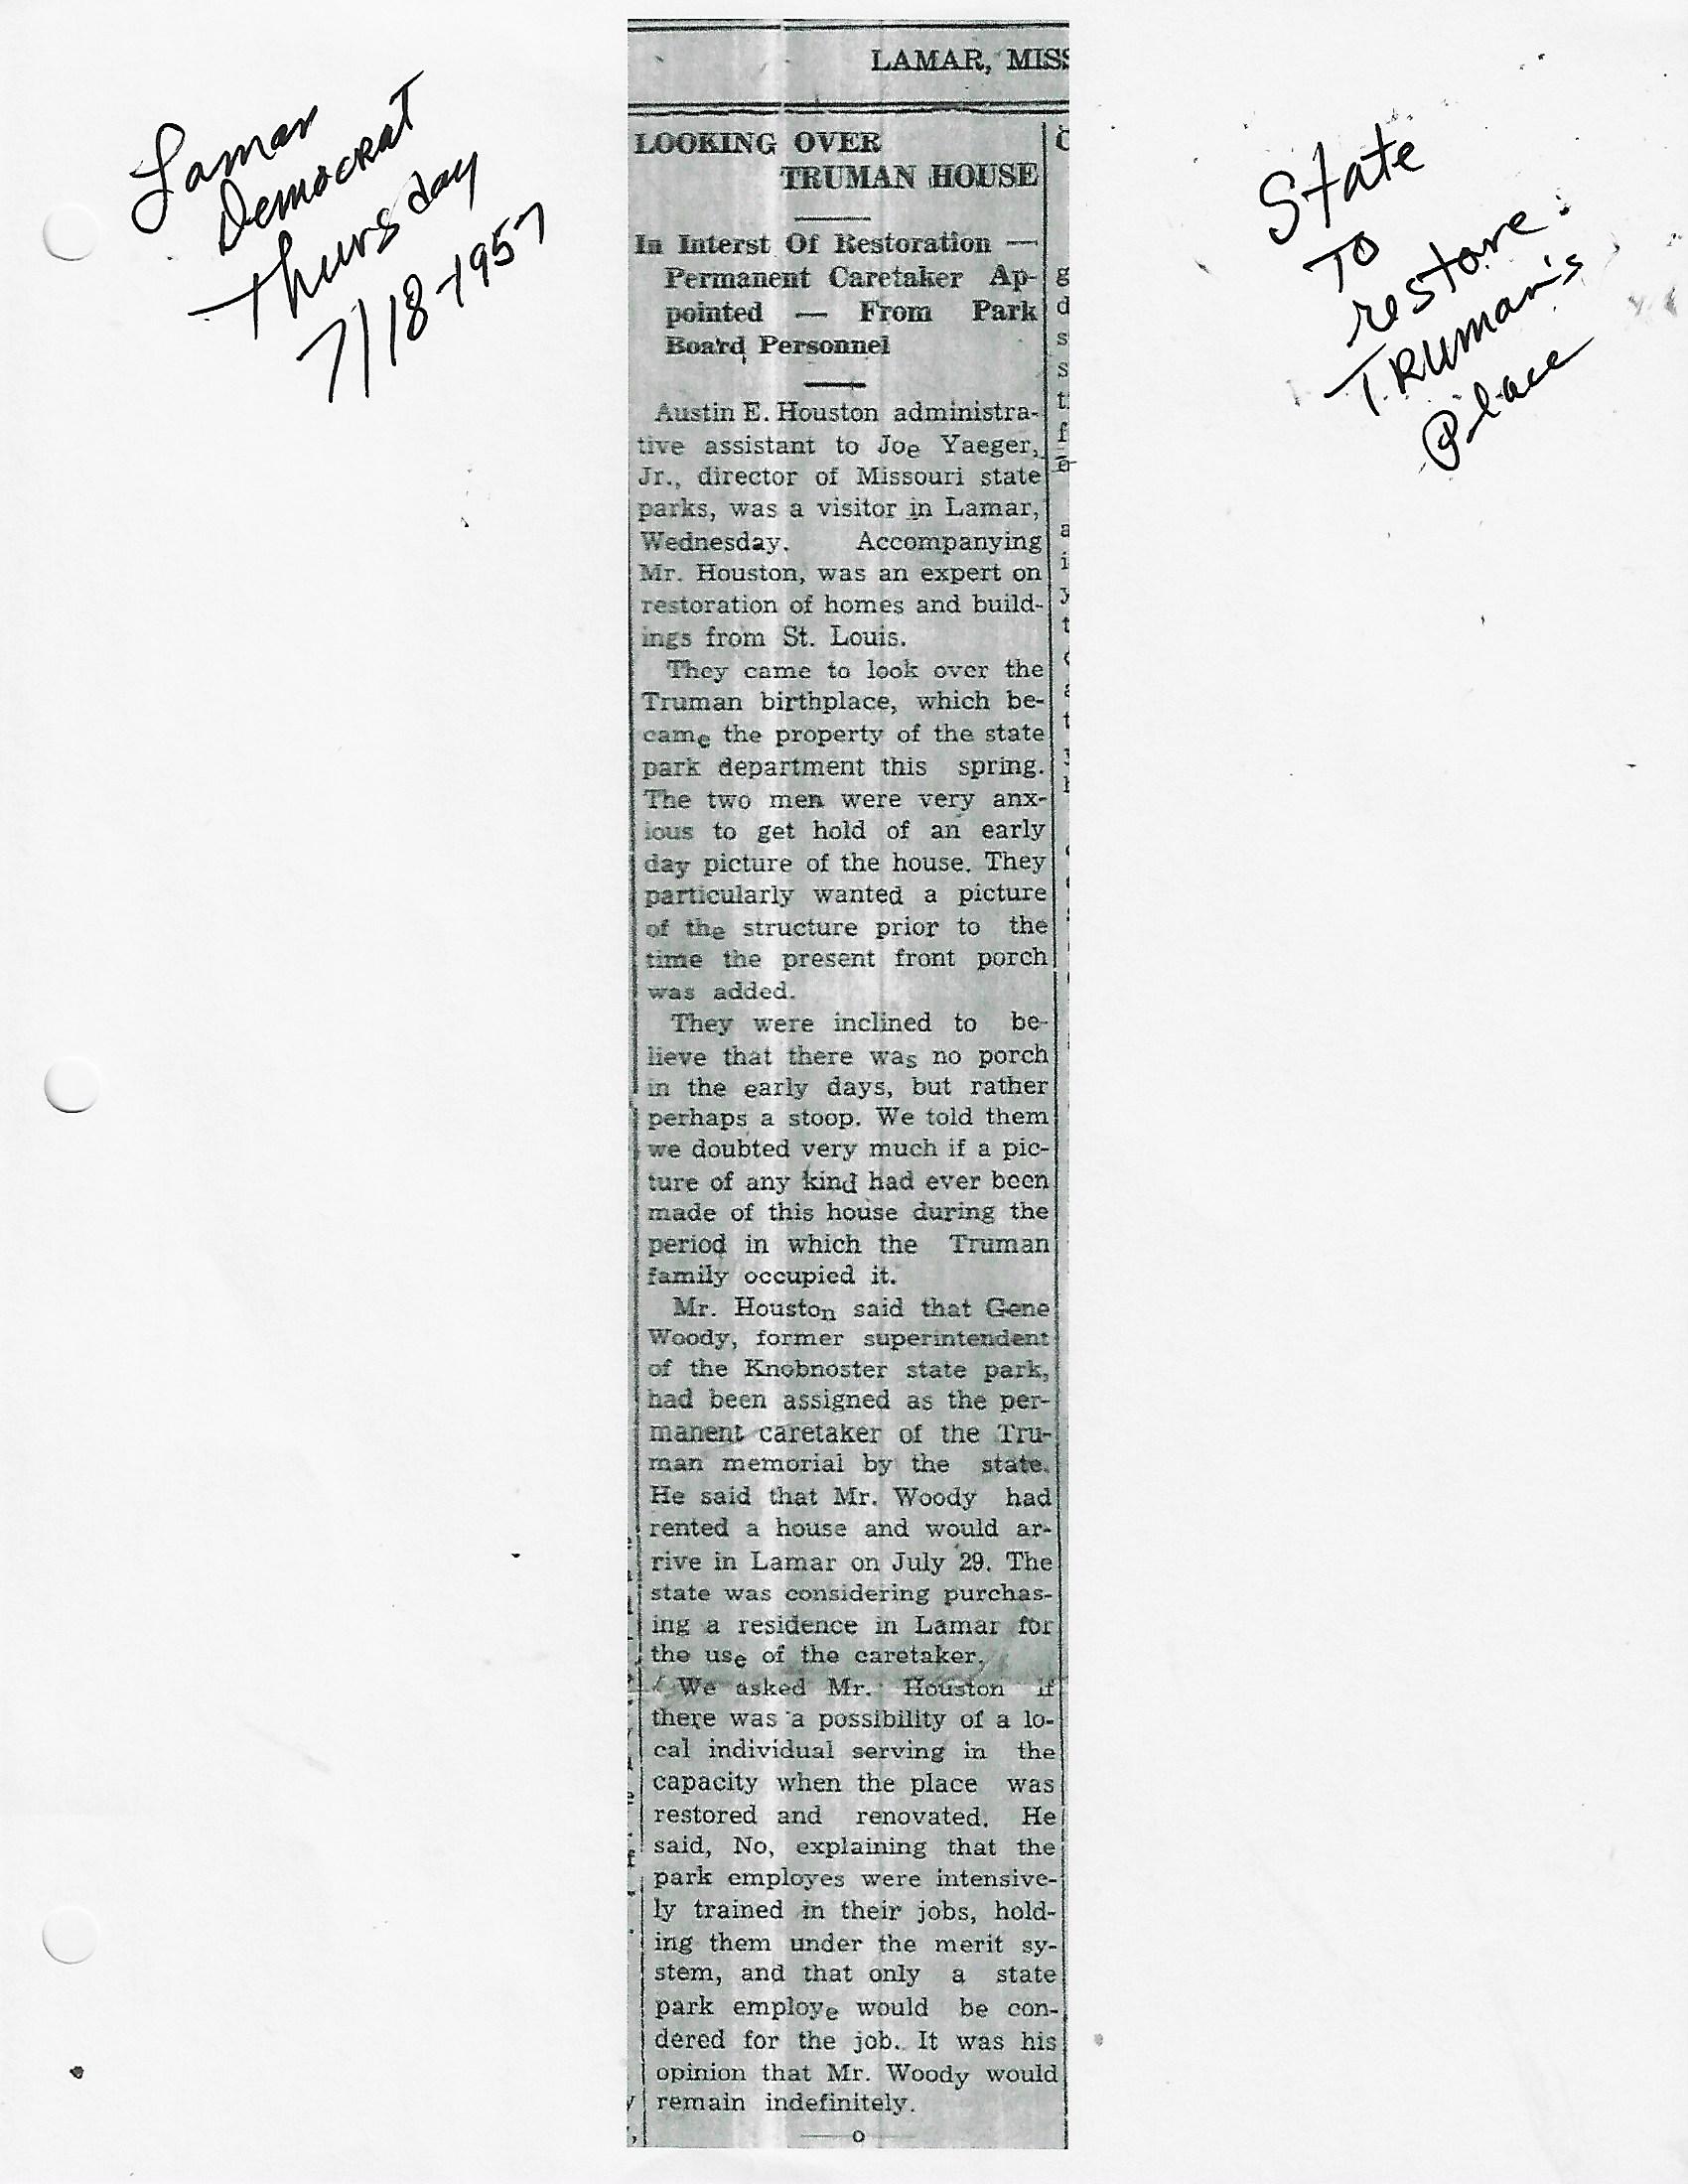 Lamar
Democrat
Thursday
7/18-1957
State
To
restore
TRuman's
Place
LAMAR, MISS
LOOKING OVER
TRUMAN HOUSE
In Interst Of Restoration —
Permanent Caretaker Ap-
pointed — From Park
Board Personnel
Austin E. Houston administra-
tive assistant to Joe Yaeger,
Jr., director of Missouri state
parks, was a visitor in Lamar,
Wednesday. Accompanying
Mr. Houston, was an expert on
restoration of homes and build-
ings from St. Louis.
They came to look over the
Truman birthplace, which be-
came the property of the state
park department this spring.
The two men were very anx-
ious to get hold of an early
day picture of the house. They
particularly wanted a picture
of the structure prior to the
time the present front porch
was added.
They were inclined to be-
lieve that there was no porch
in the early days, but rather
perhaps a stoop. We told them
we doubted very much if a pic-
ture of any kind had ever been
made of this house during the
period in which the Truman
family occupied it.
Mr. Houston said that Gene
Woody, former superintendent
of the Knobnoster state park,
had been assigned as the per-
manent caretaker of the Tru-
man memorial by the state.
He said that Mr. Woody had
rented a house and would ar-
rive in Lamar on July 29. The
state was considering purchas-
ing a residence in Lamar for
the use of the caretaker.
We asked Mr. Houston if
there was a possibility of a lo-
cal individual serving in the
capacity when the place was
restored and renovated. He
said, No, explaining that the
park employes were intensive-
ly trained in their jobs, hold-
ing them under the merit sy-
stem, and that only a state
park employe would be con-
dered for the job. It was his
opinion that Mr. Woody would
remain indefinitely.
—o—